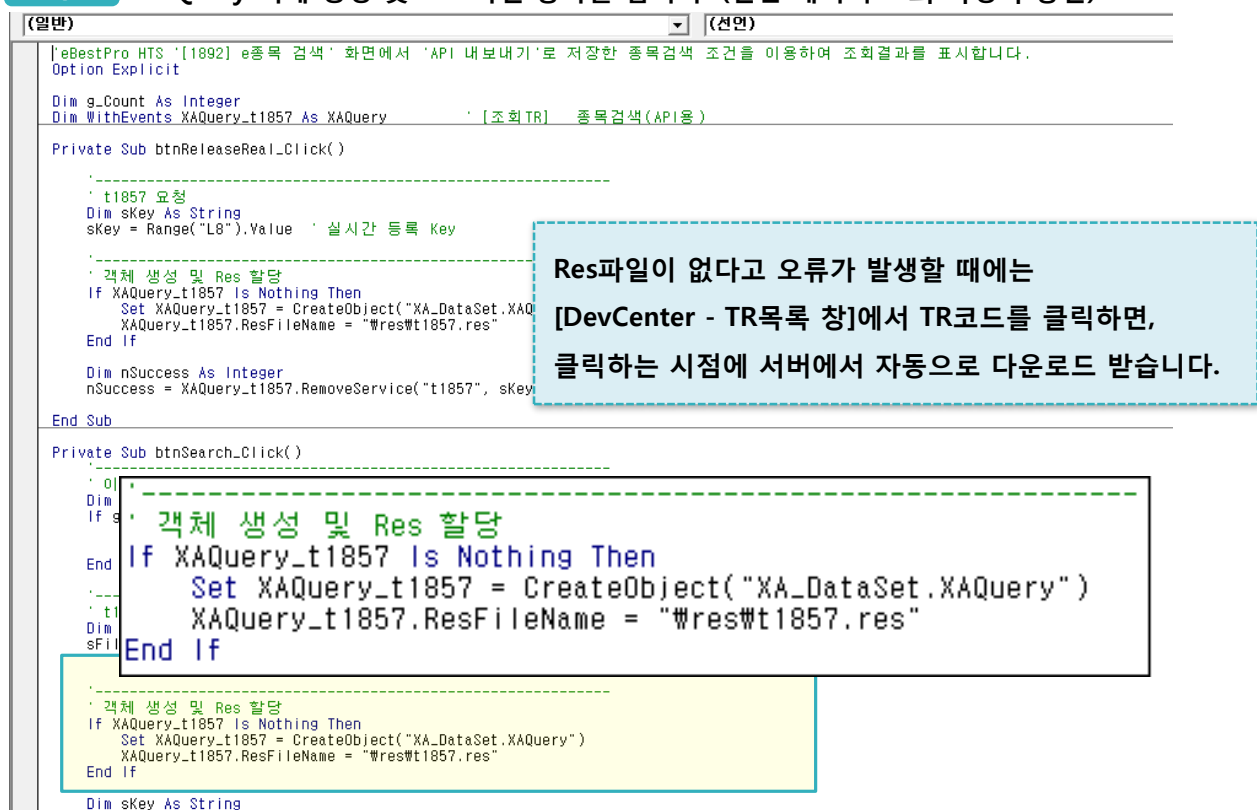 (일반) (선언)
'eBestPro HTS '[1892] e종목 검색' 화면에서 'API 내보내기'로 저장한 종목검색 조건을 이용하여 조회결과를 표시합니다.
Option Explicit
Dim g_Count As Integer
Dim WithEvents XAQuery_t1857 As XAQuery ' [조회TR] 종목검색(API용)
Private Sub btnReleaseReal_Click()
'-----------------------------------------------------------
' t1857 요청
Dim sKey As String
sKey = Range("L8").Value ' 실시간 등록 Key
'-----------------------------------------------------------
' 객체 생성 및 Res 할당
If XAQuery_t1857 Is Nothing Then
Set XAQuery_t1857 = CreateObject("XA_DataSet.XAQ
XAQuery_t1857.ResFileName = "₩res₩t1857.res"
End If
Dim nSuccess As Integer
nSuccess = XAQuery_t1857.RemoveService("t1857", sKey
End Sub
Res파일이 없다고 오류가 발생할 때에는
[DevCenter - TR목록 창]에서 TR코드를 클릭하면,
클릭하는 시점에 서버에서 자동으로 다운로드 받습니다.
Private Sub btnSearch_Click()
'-----------------------------------------------------------
' 이
Dim
If g
End
' t1
Dim
sFil
'-----------------------------------------------------------
' 객체 생성 및 Res 할당
If XAQuery_t1857 Is Nothing Then
Set XAQuery_t1857 = CreateObject("XA_DataSet.XAQuery")
XAQuery_t1857.ResFileName = "₩res₩t1857.res"
End If
'-----------------------------------------------------------
' 객체 생성 및 Res 할당
If XAQuery_t1857 Is Nothing Then
Set XAQuery_t1857 = CreateObject("XA_DataSet.XAQuery")
XAQuery_t1857.ResFileName = "₩res₩t1857.res"
End If
Dim sKey As String